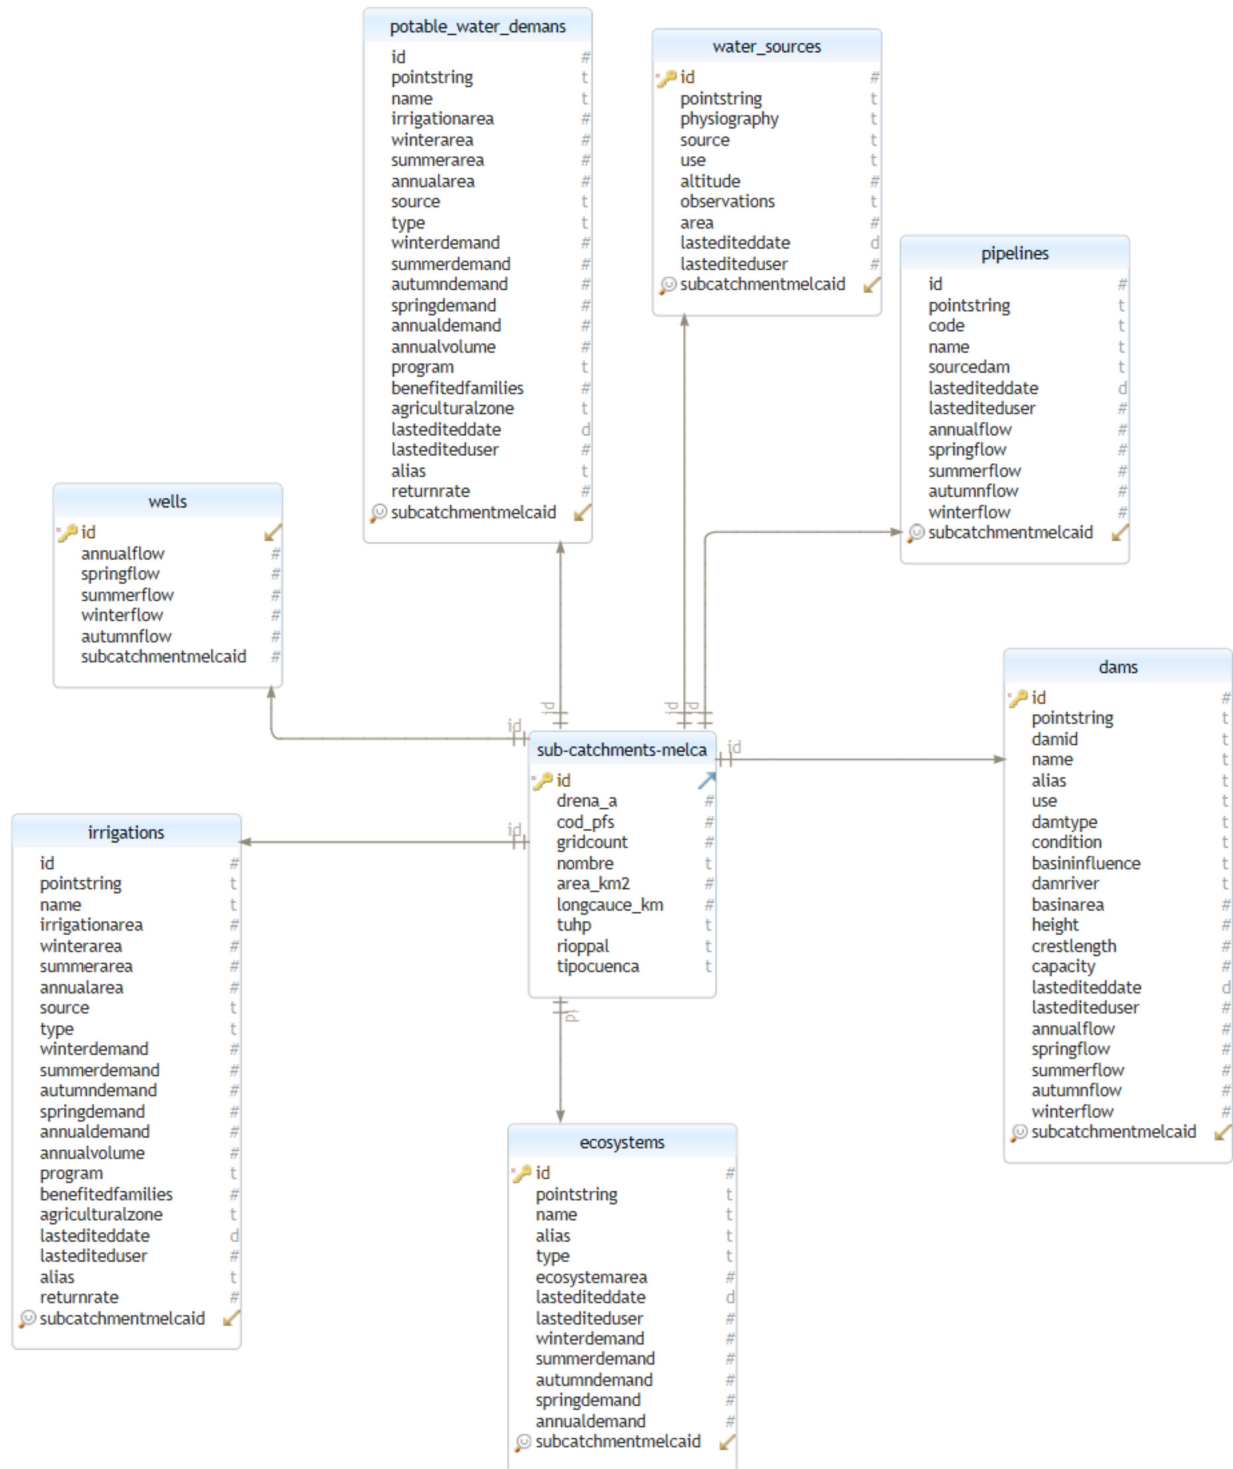 potable_water_demans
id #
pointstring t
name t
irrigationarea #
winterarea #
summerarea #
annualarea #
source t
type t
winterdemand #
summerdemand #
autumndemand #
springdemand #
annualdemand #
annualvolume #
program t
benefitedfamilies #
agriculturalzone t
lastediteddate d
lastediteduser #
alias t
returnrate #
subcatchmentmelcaid
water_sources
id #
pointstring t
physiography t
source t
use t
altitude #
observations t
area #
lastediteddate d
lastediteduser #
subcatchmentmelcaid
pipelines
id #
pointstring t
code t
name t
sourcedam t
lastediteddate d
lastediteduser #
annualflow #
springflow #
summerflow #
autumnflow #
winterflow #
subcatchmentmelcaid
wells
id
annualflow #
springflow #
summerflow #
winterflow #
autumnflow #
subcatchmentmelcaid #
id
id
id
id
id
id
id
sub-catchments-melca
id
drena_a #
cod_pfs #
gridcount #
nombre t
area_km2 #
longcauce_km #
tuhp t
rioppal t
tipocuenca t
dams
id #
pointstring t
damid t
name t
alias t
use t
damtype t
condition t
basininfluence t
damriver t
basinarea #
height #
crestlength #
capacity #
lastediteddate d
lastediteduser #
annualflow #
springflow #
summerflow #
autumnflow #
winterflow #
subcatchmentmelcaid
irrigations
id #
pointstring t
name t
irrigationarea #
winterarea #
summerarea #
annualarea #
source t
type t
winterdemand #
summerdemand #
autumndemand #
springdemand #
annualdemand #
annualvolume #
program t
benefitedfamilies #
agriculturalzone t
lastediteddate d
lastediteduser #
alias t
returnrate #
subcatchmentmelcaid
ecosystems
id #
pointstring t
name t
alias t
type t
ecosystemarea #
lastediteddate d
lastediteduser #
winterdemand #
summerdemand #
autumndemand #
springdemand #
annualdemand #
subcatchmentmelcaid